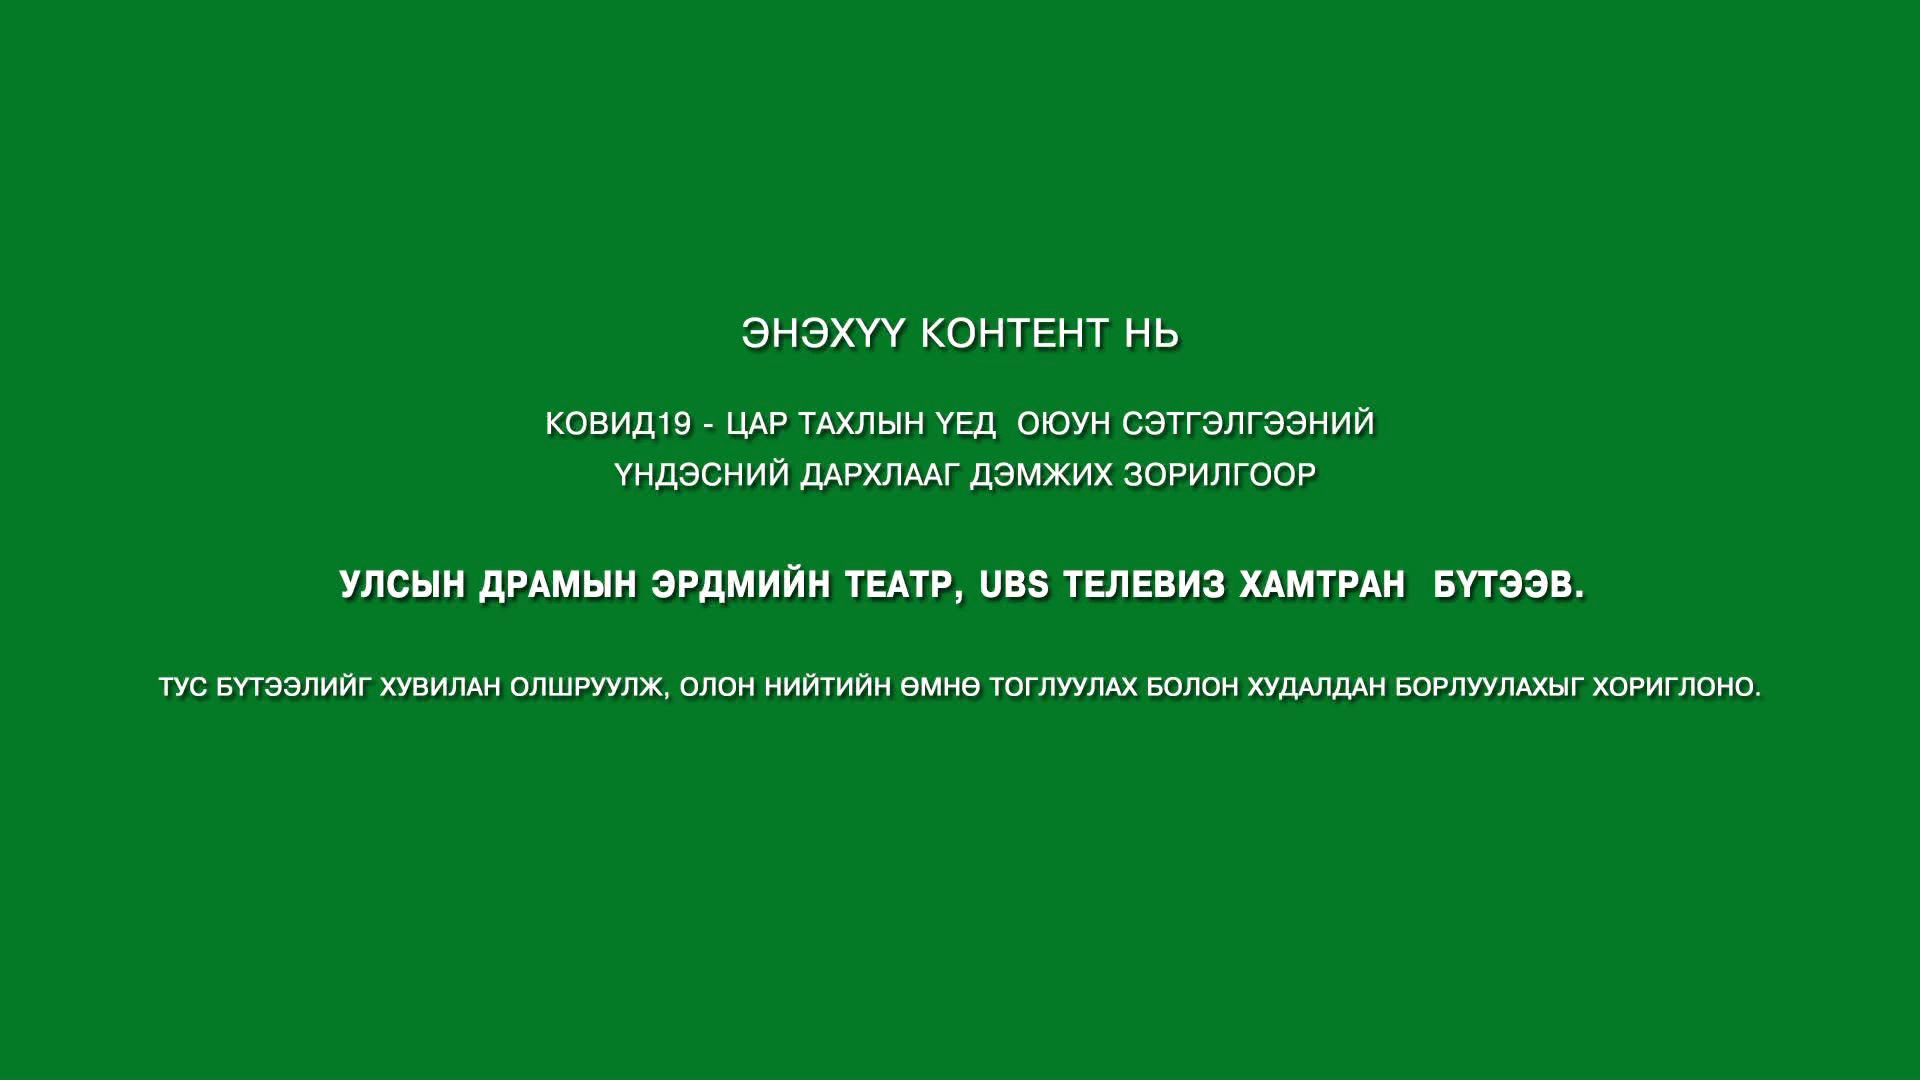 ЭНЭХҮҮ КОНТЕНТ НЬ
КОВИД19 - ЦАР ТАХЛЫН ҮЕД ОЮУН СЭТГЭЛГЭЭНИЙ
ҮНДЭСНИЙ ДАРХЛААГ ДЭМЖИХ ЗОРИЛГООР
УЛСЫН ДРАМЫН ЭРДМИЙН ТЕАТР, UBS ТЕЛЕВИЗ ХАМТРАН БҮТЭЭВ.
ТУС БҮТЭЭЛИЙГ ХУВИЛАН ОЛШРУУЛЖ, ОЛОН НИЙТИЙН ӨМНӨ ТОГЛУУЛАХ БОЛОН ХУДАЛДАН БОРЛУУЛАХЫГ ХОРИГЛОНО.